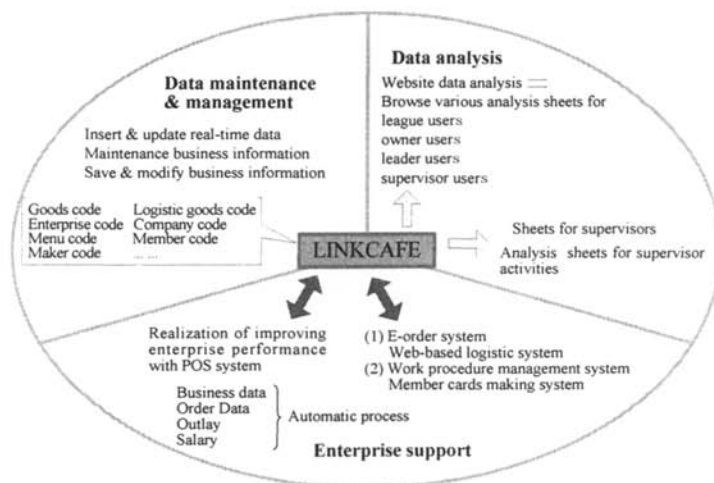 Data maintenance
& management
Insert & update real-time data
Maintenance business information
Save & modify business information
Goods code Logistic goods code
Enterprise code Company code
Menu code Member code
Maker code ... ...
Data analysis
Website data analysis
Browse various analysis sheets for
league users
owner users
leader users
supervisor users
LINKCAFE
Sheets for supervisors
Analysis sheets for supervisor
activities
Realization of improving
enterprise performance
with POS system
Business data
Order Data
Outlay
Salary
Automatic process
(1) E-order system
Web-based logistic system
(2) Work procedure management system
Member cards making system
Enterprise support